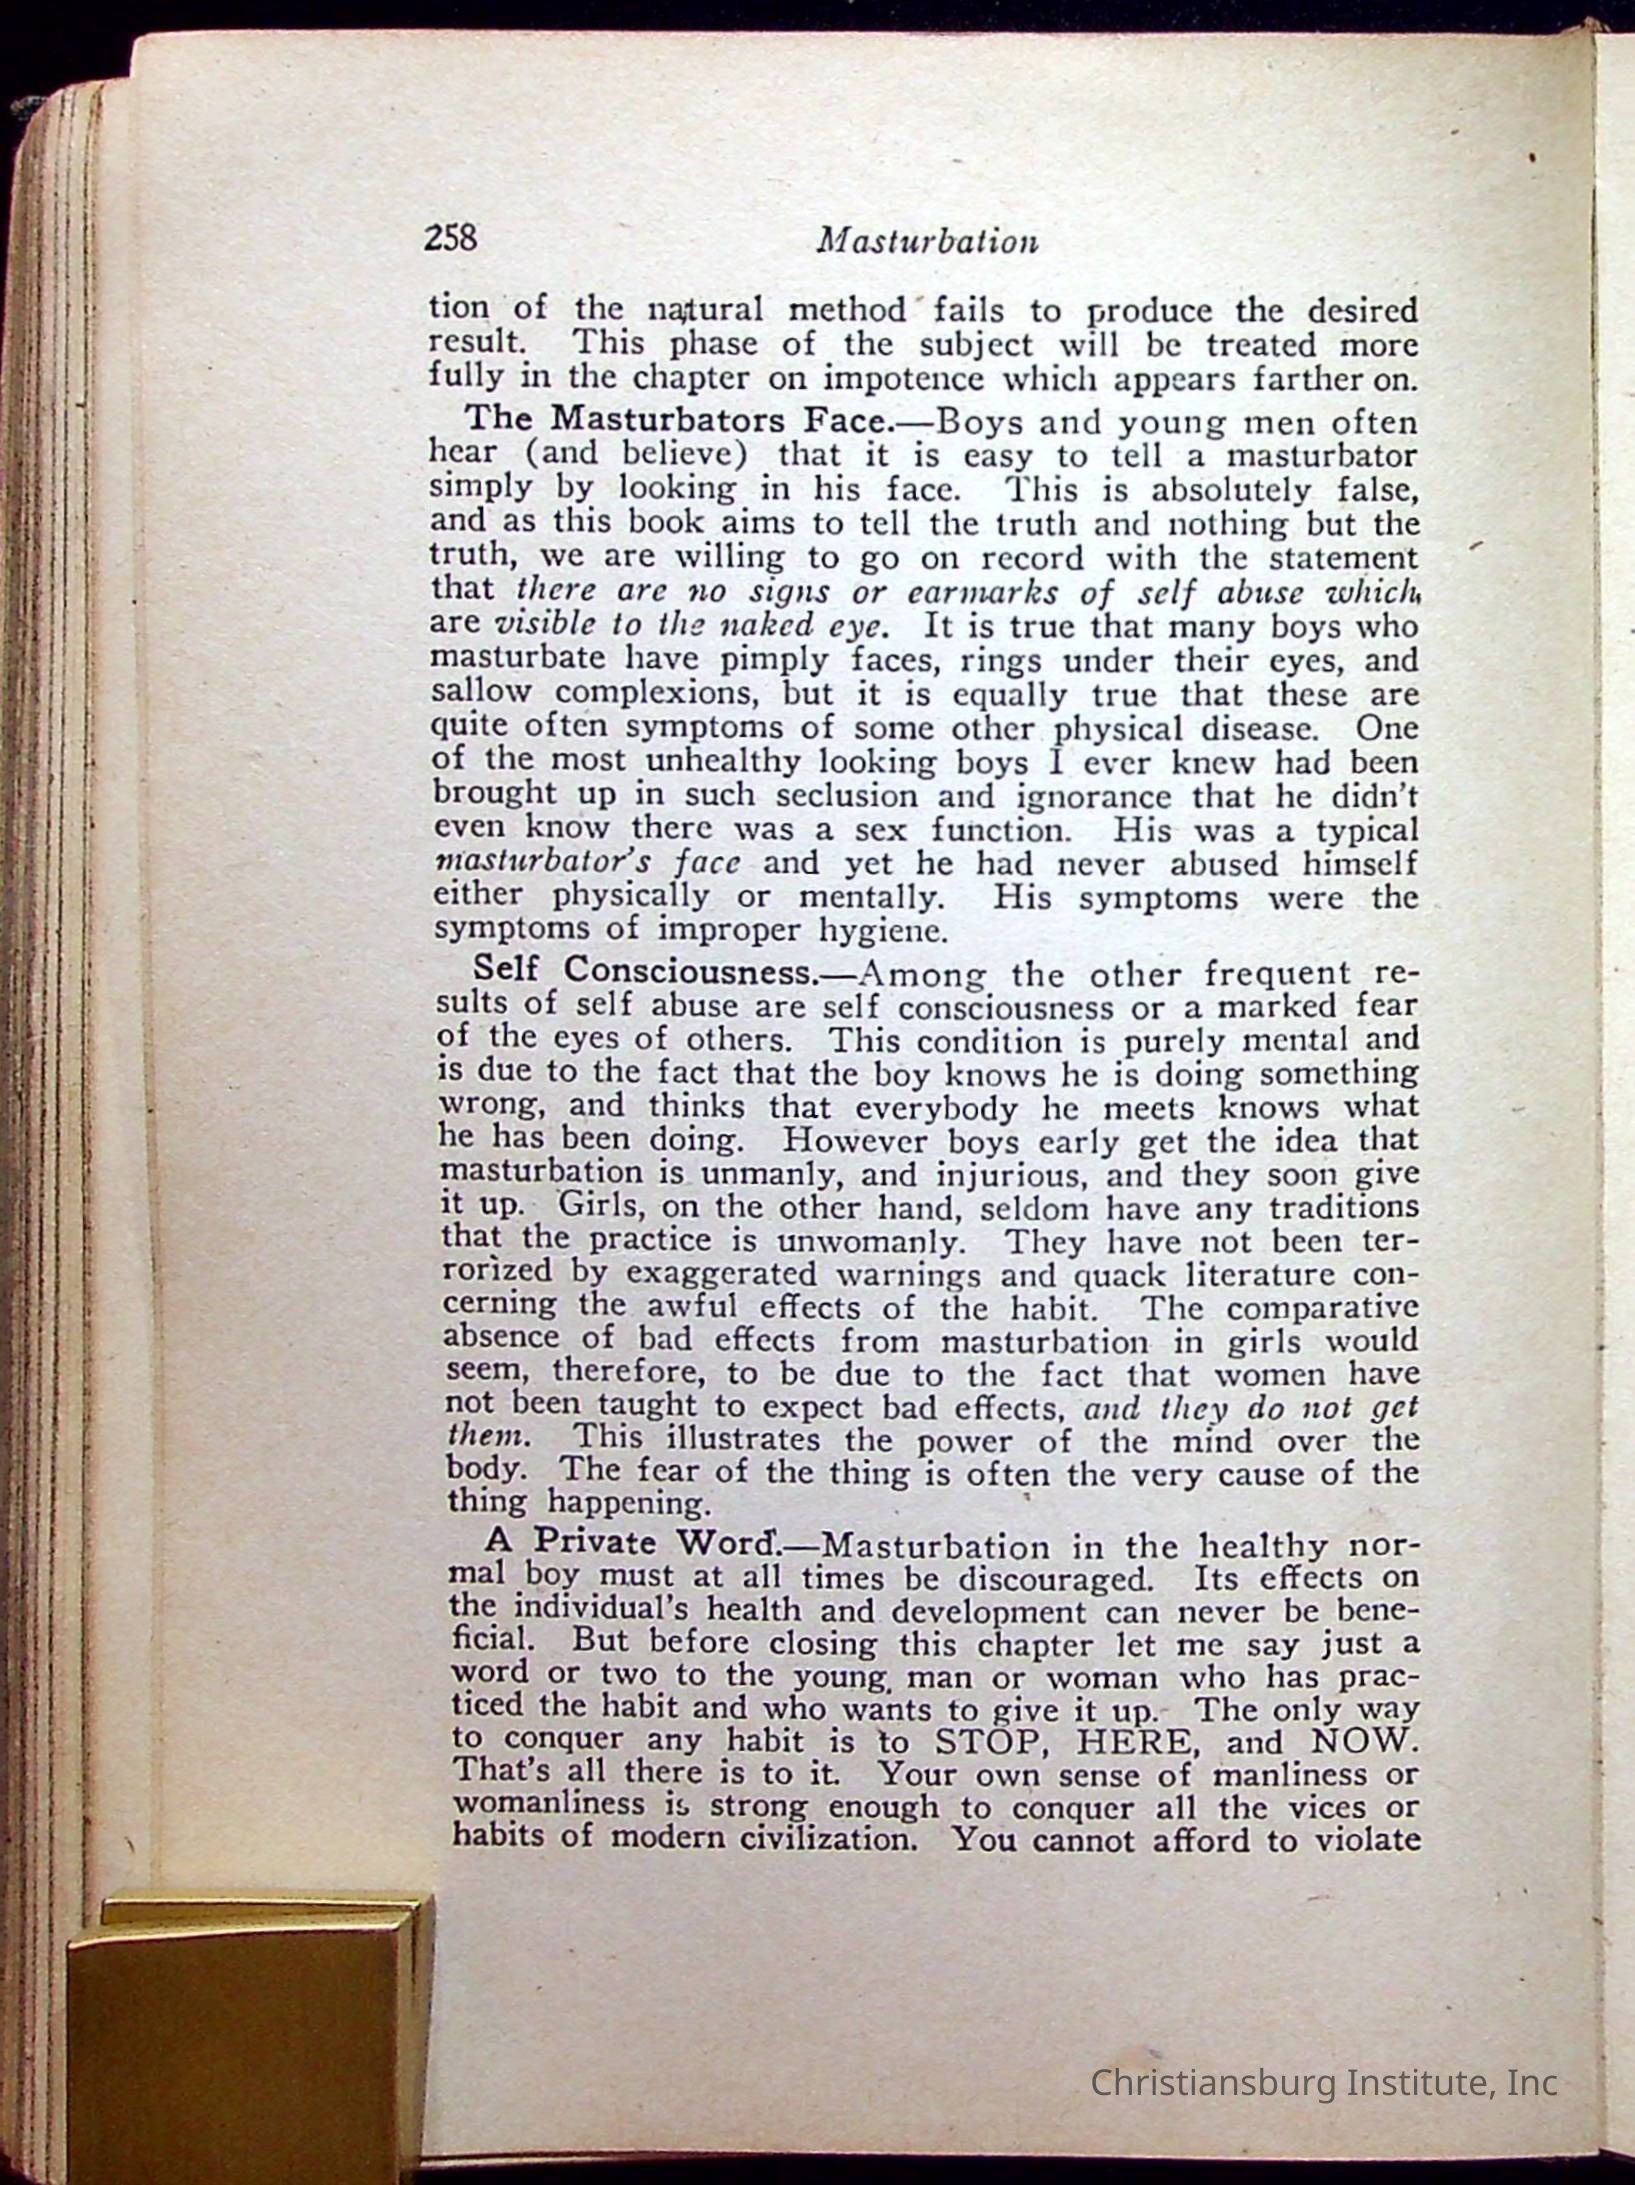 258 Masturbation
tion of the natural method fails to produce the desired
result. This phase of the subject will be treated more
fully in the chapter on impotence which appears farther on.
The Masturbators Face.—Boys and young men often
hear (and believe) that it is easy to tell a masturbator
simply by looking in his face. This is absolutely false,
and as this book aims to tell the truth and nothing but the
truth, we are willing to go on record with the statement
that there are no signs or earmarks of self abuse which
are visible to the naked eye. It is true that many boys who
masturbate have pimply faces, rings under their eyes, and
sallow complexions, but it is equally true that these are
quite often symptoms of some other physical disease. One
of the most unhealthy looking boys I ever knew had been
brought up in such seclusion and ignorance that he didn't
even know there was a sex function. His was a typical
masturbator's face and yet he had never abused himself
either physically or mentally. His symptoms were the
symptoms of improper hygiene.
Self Consciousness.—Among the other frequent re-
sults of self abuse are self consciousness or a marked fear
of the eyes of others. This condition is purely mental and
is due to the fact that the boy knows he is doing something
wrong, and thinks that everybody he meets knows what
he has been doing. However boys early get the idea that
masturbation is unmanly, and injurious, and they soon give
it up. Girls, on the other hand, seldom have any traditions
that the practice is unwomanly. They have not been ter-
rorized by exaggerated warnings and quack literature con-
cerning the awful effects of the habit. The comparative
absence of bad effects from masturbation in girls would
seem, therefore, to be due to the fact that women have
not been taught to expect bad effects, and they do not get
them. This illustrates the power of the mind over the
body. The fear of the thing is often the very cause of the
thing happening.
A Private Word.—Masturbation in the healthy nor-
mal boy must at all times be discouraged. Its effects on
the individual's health and development can never be bene-
ficial. But before closing this chapter let me say just a
word or two to the young man or woman who has prac-
ticed the habit and who wants to give it up. The only way
to conquer any habit is to STOP, HERE, and NOW.
That's all there is to it. Your own sense of manliness or
womanliness is strong enough to conquer all the vices or
habits of modern civilization. You cannot afford to violate
Christiansburg Institute, Inc